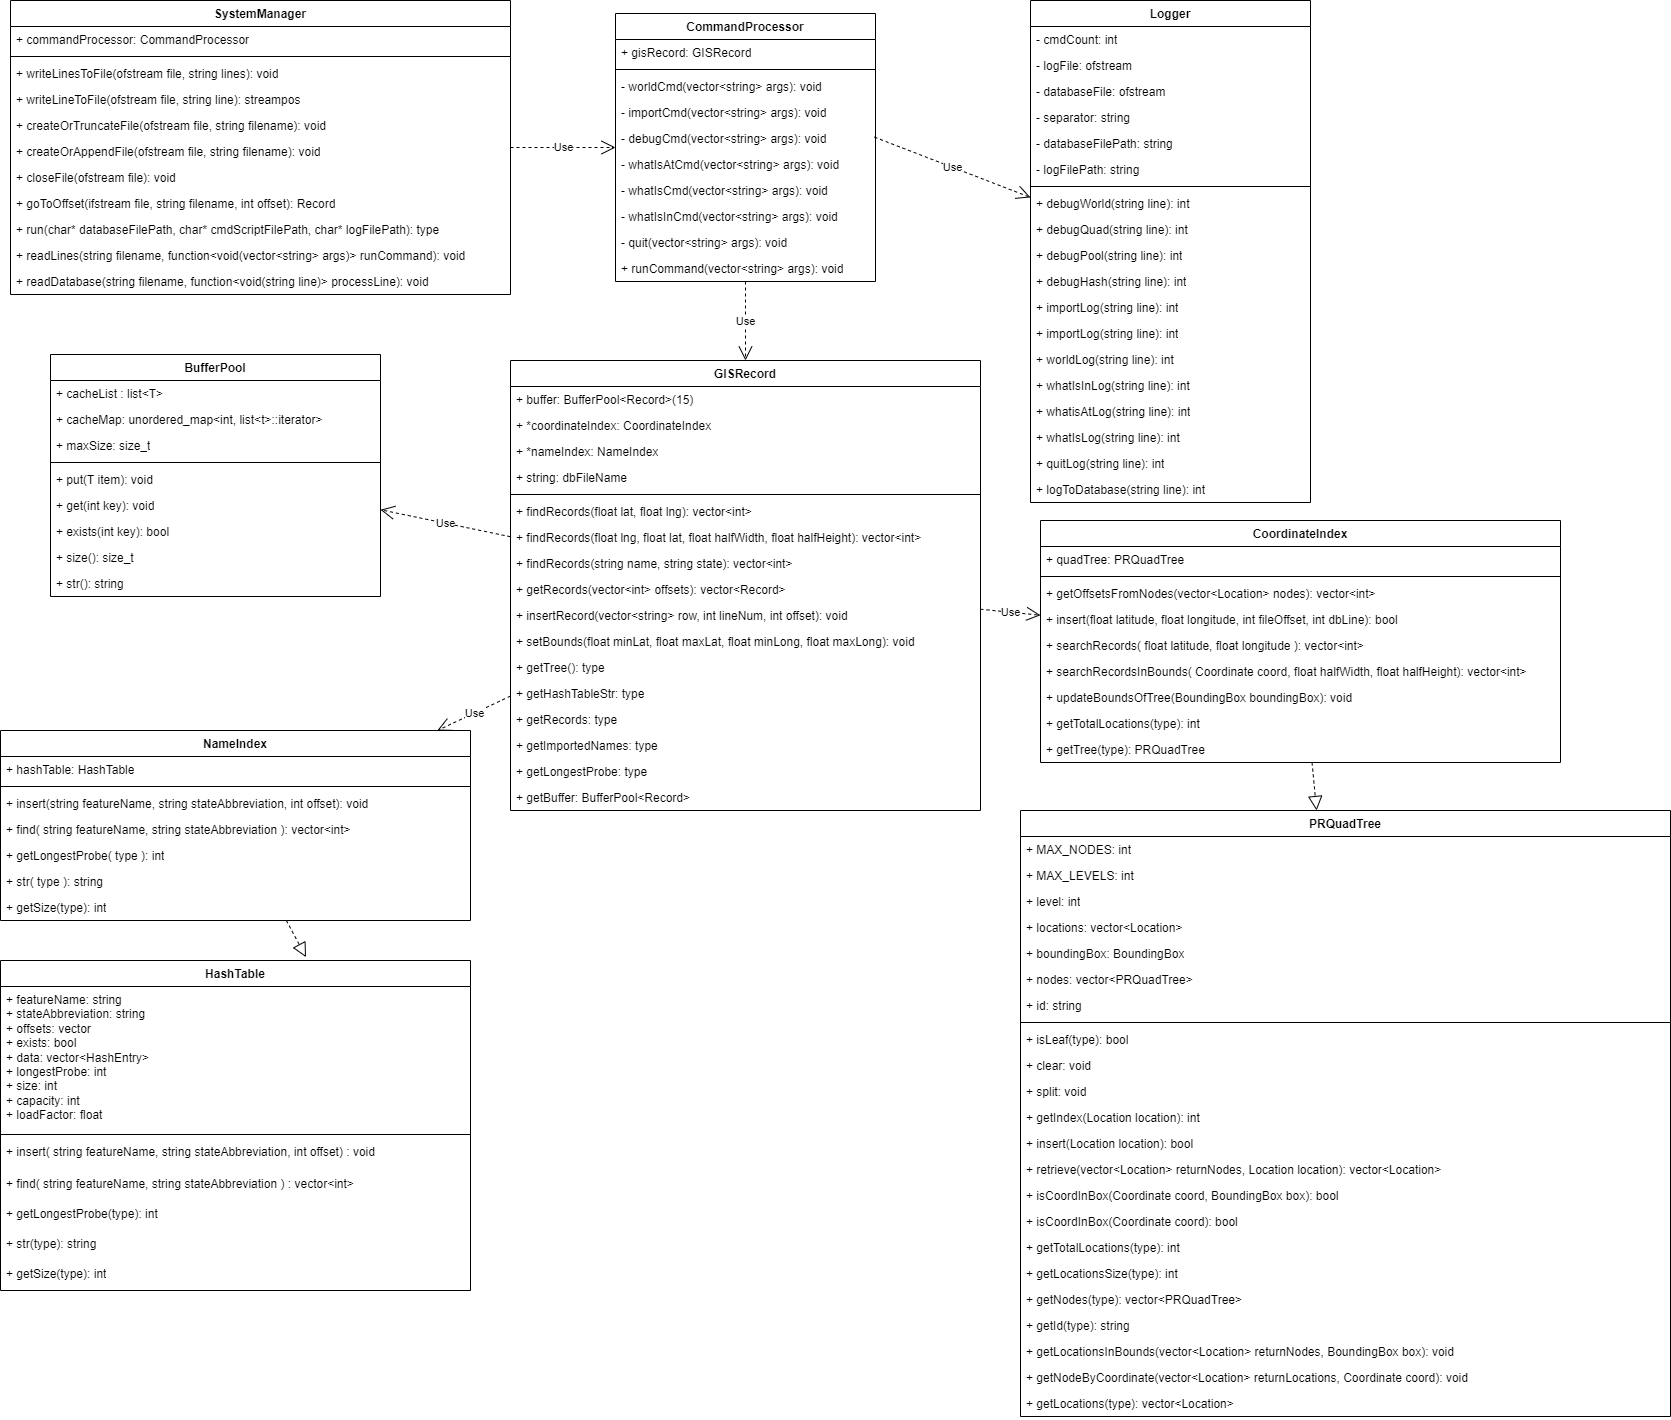 SystemManager
+ commandProcessor: CommandProcessor
+ writeLinesToFile(ofstream file, string lines): void
+ writeLineToFile(ofstream file, string line): streampos
+ createOrTruncateFile(ofstream file, string filename): void
+ createOrAppendFile(ofstream file, string filename): void
+ closeFile(ofstream file): void
+ goToOffset(ifstream file, string filename, int offset): Record
+ run(char* databaseFilePath, char* cmdScriptFilePath, char* logFilePath): type
+ readLines(string filename, function<void(vector<string> args)> runCommand): void
+ readDatabase(string filename, function<void(string line)> processLine): void
Use
CommandProcessor
+ gisRecord: GISRecord
- worldCmd(vector<string> args): void
- importCmd(vector<string> args): void
- debugCmd(vector<string> args): void
- whatIsAtCmd(vector<string> args): void
- whatIsCmd(vector<string> args): void
- whatIsInCmd(vector<string> args): void
- quit(vector<string> args): void
+ runCommand(vector<string> args): void
Use
Use
Logger
- cmdCount: int
- logFile: ofstream
- databaseFile: ofstream
- separator: string
- databaseFilePath: string
- logFilePath: string
+ debugWorld(string line): int
+ debugQuad(string line): int
+ debugPool(string line): int
+ debugHash(string line): int
+ importLog(string line): int
+ importLog(string line): int
+ worldLog(string line): int
+ whatIsInLog(string line): int
+ whatisAtLog(string line): int
+ whatIsLog(string line): int
+ quitLog(string line): int
+ logToDatabase(string line): int
BufferPool
+ cacheList : list<T>
+ cacheMap: unordered_map<int, list<t>::iterator>
+ maxSize: size_t
+ put(T item): void
+ get(int key): void
+ exists(int key): bool
+ size(): size_t
+ str(): string
Use
GISRecord
+ buffer: BufferPool<Record>(15)
+ *coordinateIndex: CoordinateIndex
+ *nameIndex: NameIndex
+ string: dbFileName
+ findRecords(float lat, float lng): vector<int>
+ findRecords(float lng, float lat, float halfWidth, float halfHeight): vector<int>
+ findRecords(string name, string state): vector<int>
+ getRecords(vector<int> offsets): vector<Record>
+ insertRecord(vector<string> row, int lineNum, int offset): void
+ setBounds(float minLat, float maxLat, float minLong, float maxLong): void
+ getTree(): type
+ getHashTableStr: type
+ getRecords: type
+ getImportedNames: type
+ getLongestProbe: type
+ getBuffer: BufferPool<Record>
Use
Use
CoordinateIndex
+ quadTree: PRQuadTree
+ getOffsetsFromNodes(vector<Location> nodes): vector<int>
+ insert(float latitude, float longitude, int fileOffset, int dbLine): bool
+ searchRecords( float latitude, float longitude ): vector<int>
+ searchRecordsInBounds( Coordinate coord, float halfWidth, float halfHeight): vector<int>
+ updateBoundsOfTree(BoundingBox boundingBox): void
+ getTotalLocations(type): int
+ getTree(type): PRQuadTree
NameIndex
+ hashTable: HashTable
+ insert(string featureName, string stateAbbreviation, int offset): void
+ find( string featureName, string stateAbbreviation ): vector<int>
+ getLongestProbe( type ): int
+ str( type ): string
+ getSize(type): int
HashTable
+ featureName: string
+ stateAbbreviation: string
+ offsets: vector
+ exists: bool
+ data: vector<HashEntry>
+ longestProbe: int
+ size: int
+ capacity: int
+ loadFactor: float
+ insert( string featureName, string stateAbbreviation, int offset) : void
+ find( string featureName, string stateAbbreviation ) : vector<int>
+ getLongestProbe(type): int
+ str(type): string
+ getSize(type): int
PRQuadTree
+ MAX_NODES: int
+ MAX_LEVELS: int
+ level: int
+ locations: vector<Location>
+ boundingBox: BoundingBox
+ nodes: vector<PRQuadTree>
+ id: string
+ isLeaf(type): bool
+ clear: void
+ split: void
+ getIndex(Location location): int
+ insert(Location location): bool
+ retrieve(vector<Location> returnNodes, Location location): vector<Location>
+ isCoordInBox(Coordinate coord, BoundingBox box): bool
+ isCoordInBox(Coordinate coord): bool
+ getTotalLocations(type): int
+ getLocationsSize(type): int
+ getNodes(type): vector<PRQuadTree>
+ getId(type): string
+ getLocationsInBounds(vector<Location> returnNodes, BoundingBox box): void
+ getNodeByCoordinate(vector<Location> returnLocations, Coordinate coord): void
+ getLocations(type): vector<Location>